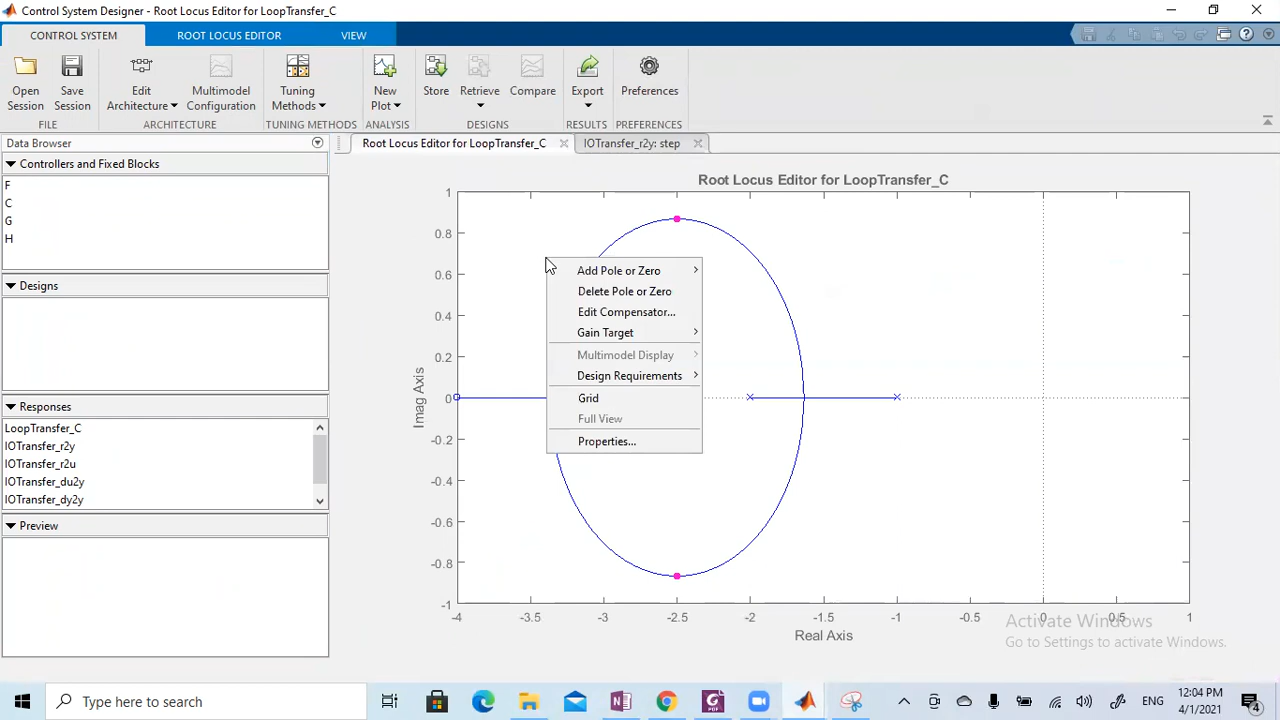 Control System Designer - Root Locus Editor for LoopTransfer_C
CONTROL SYSTEM
ROOT LOCUS EDITOR
VIEW
Open Session
Save Session
Edit Architecture
Multimodel Configuration
Tuning Methods
New Plot
Store
Retrieve
Compare
Export
Preferences
FILE
ARCHITECTURE
TUNING METHODS
ANALYSIS
DESIGNS
RESULTS
PREFERENCES
Data Browser
Controllers and Fixed Blocks
F
C
G
H
Designs
Responses
LoopTransfer_C
IOTransfer_r2y
IOTransfer_r2u
IOTransfer_du2y
IOTransfer_dy2y
Preview
Root Locus Editor for LoopTransfer_C
IOTransfer_r2y: step
Root Locus Editor for LoopTransfer_C
1
0.8
0.6
0.4
0.2
0
-0.2
-0.4
-0.6
-0.8
-1
Imag Axis
-4 -3.5 -3 -2.5 -2 -1.5 -1 -0.5 0 0.5 1
Real Axis
Add Pole or Zero
Delete Pole or Zero
Edit Compensator...
Gain Target
Multimodel Display
Design Requirements
Grid
Full View
Properties...
Activate Windows
Go to Settings to activate Windows.
Type here to search
ENG
12:04 PM
4/1/2021
4